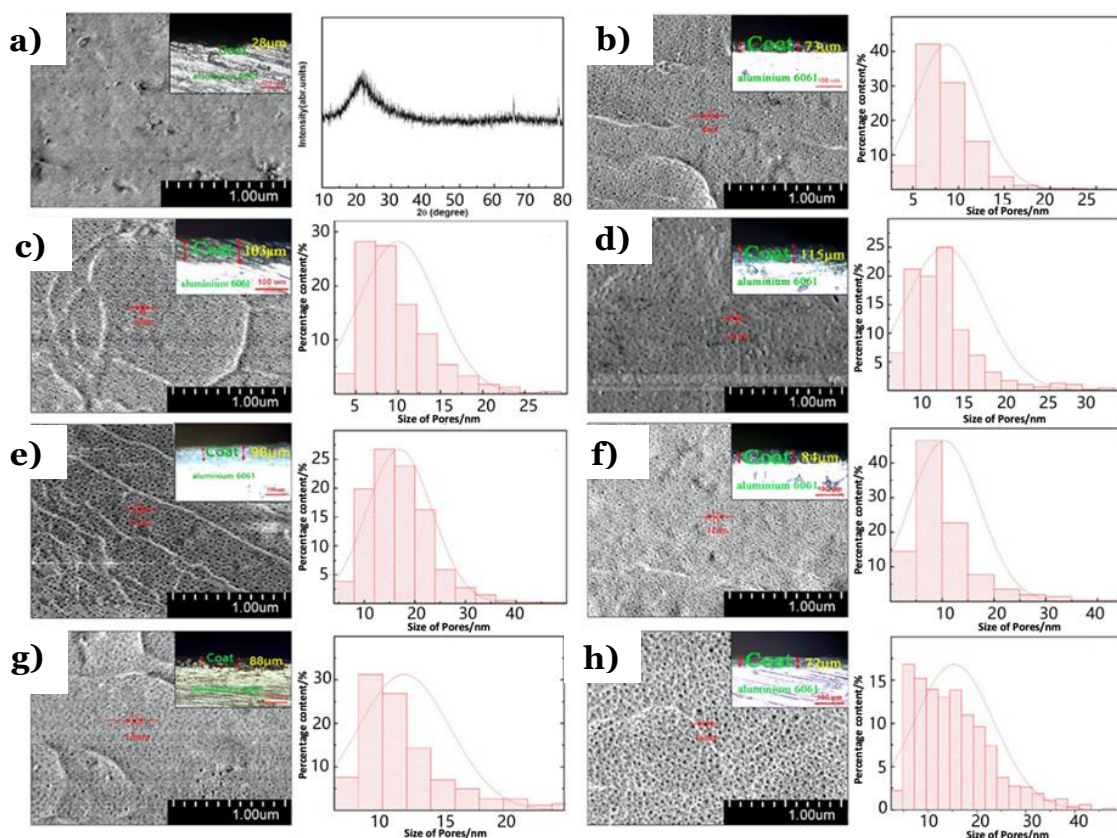 a)
Coat
28μm
aluminium 6061
1.00um
Intensity(abr.units)
10 20 30 40 50 60 70 80
2θ (degree)
b)
Coat
73μm
aluminium 6061
100 um
1.00um
Percentage content/%
40
30
20
10
5 10 15 20 25
Size of Pores/nm
c)
Coat
103μm
aluminium 6061
100 um
1.00um
Percentage content/%
30
20
10
5 10 15 20 25
Size of Pores/nm
d)
Coat
115μm
aluminium 6061
1.00um
Percentage content/%
25
20
15
10
5
10 15 20 25 30
Size of Pores/nm
e)
Coat
98μm
aluminium 6061
1.00um
Percentage content/%
25
20
15
10
5
10 20 30 40
Size of Pores/nm
f)
Coat
84μm
aluminium 6061
1.00um
Percentage content/%
40
30
20
10
10 20 30 40
Size of Pores/nm
g)
Coat
88μm
aluminium 6061
1.00um
Percentage content/%
30
20
10
10 15 20
Size of Pores/nm
h)
Coat
72μm
aluminium 6061
1.00um
Percentage content/%
15
10
5
0
0 10 20 30 40
Size of Pores/nm